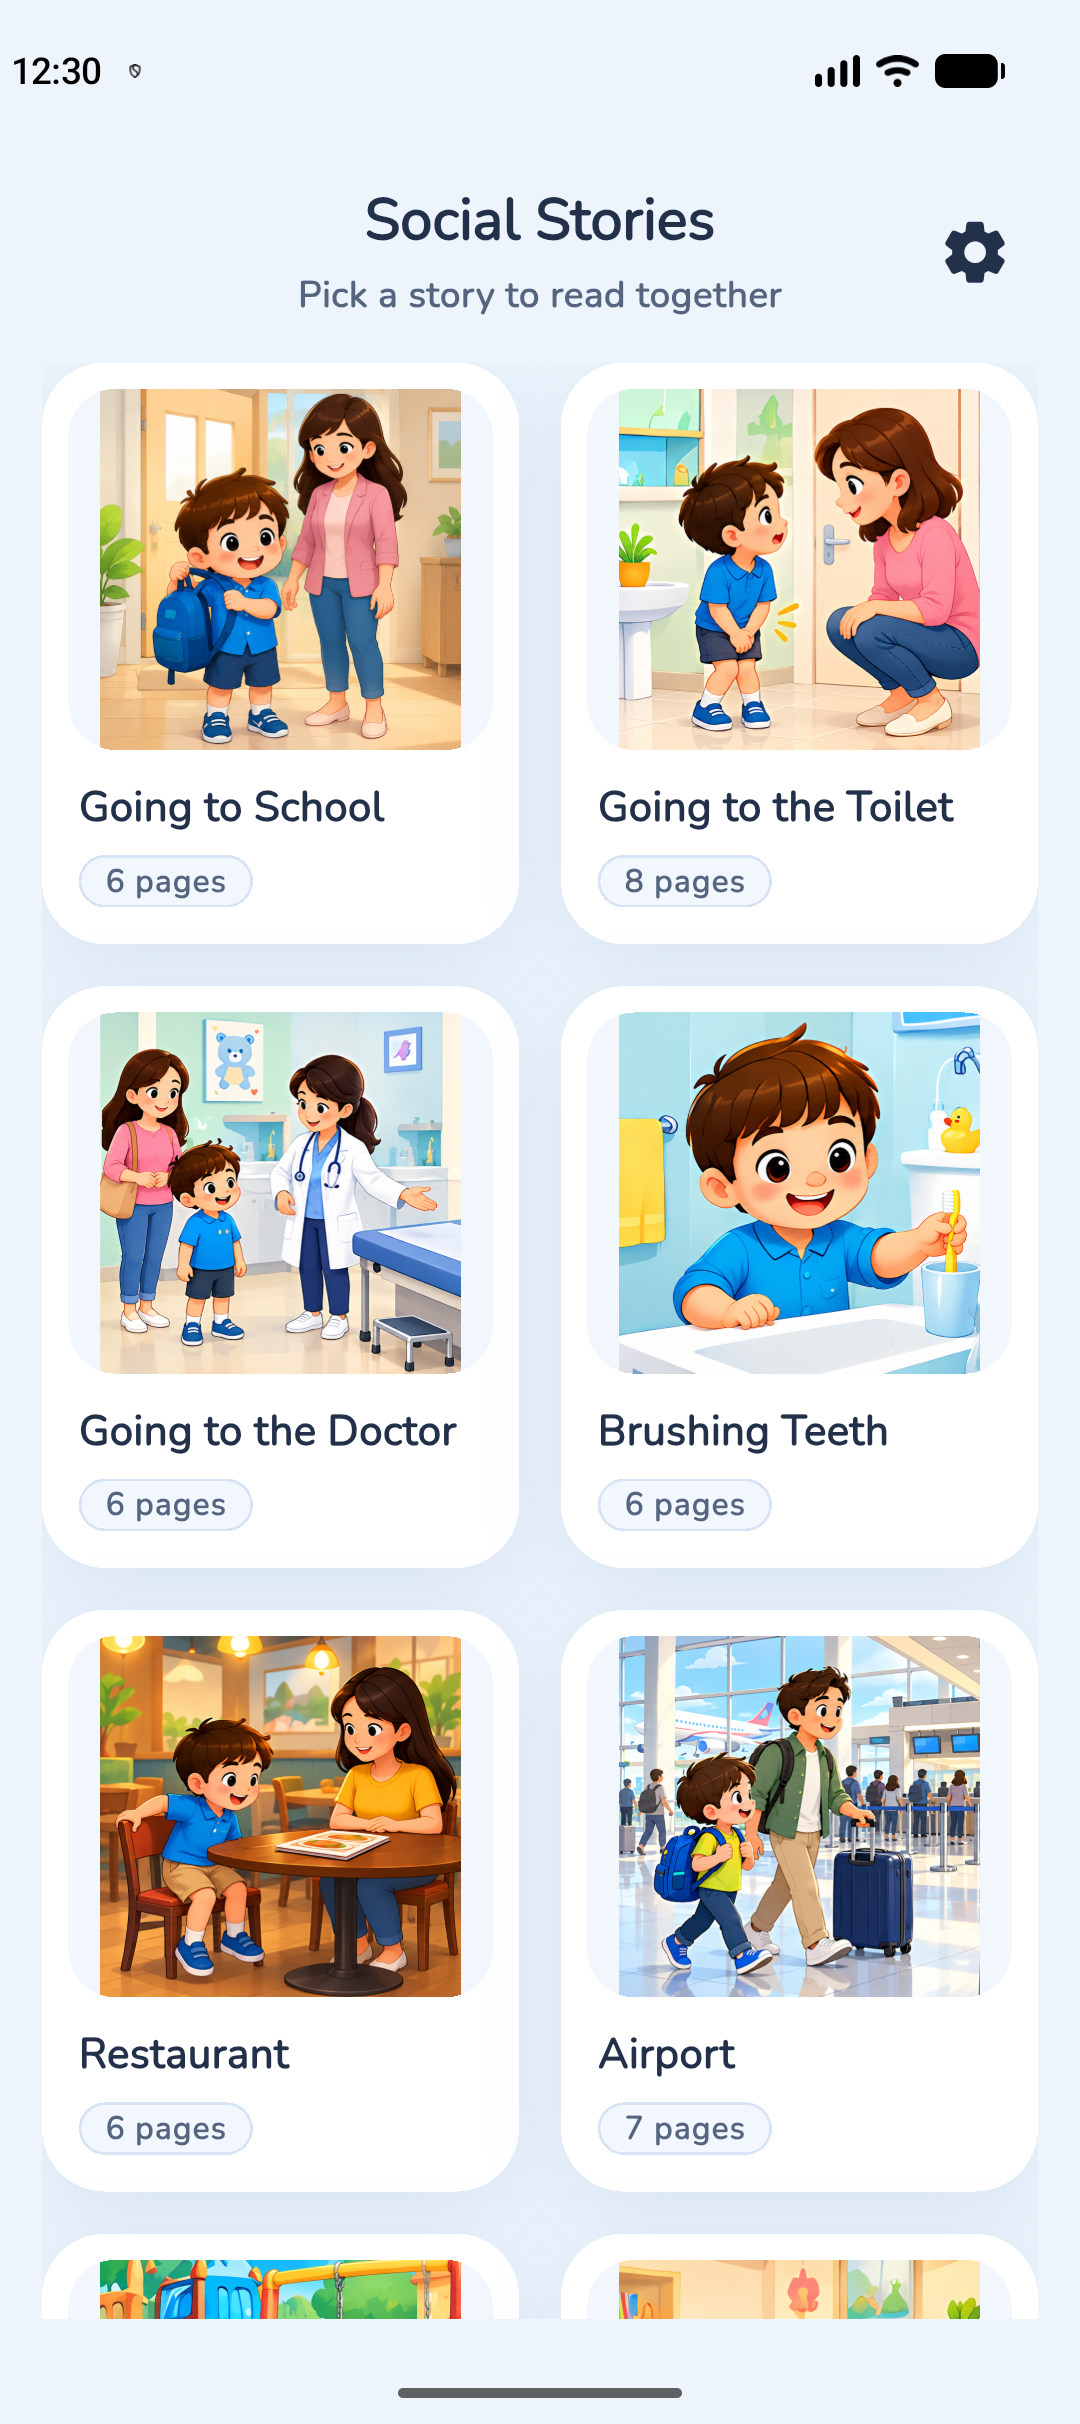 12:30
Social Stories
Pick a story to read together
Going to School
6 pages
Going to the Toilet
8 pages
Going to the Doctor
6 pages
Brushing Teeth
6 pages
Restaurant
6 pages
Airport
7 pages